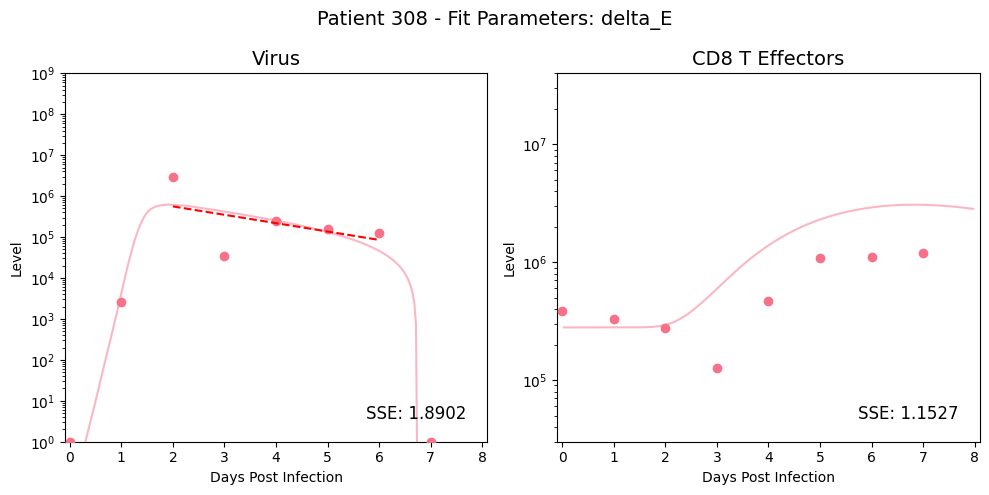 Patient 308 - Fit Parameters: delta_E
Virus
CD8 T Effectors
10^9
10^8
10^7
10^6
10^5
10^4
10^3
10^2
10^1
10^0
Level
SSE: 1.8902
0 1 2 3 4 5 6 7 8
Days Post Infection
10^7
10^6
10^5
Level
SSE: 1.1527
0 1 2 3 4 5 6 7 8
Days Post Infection